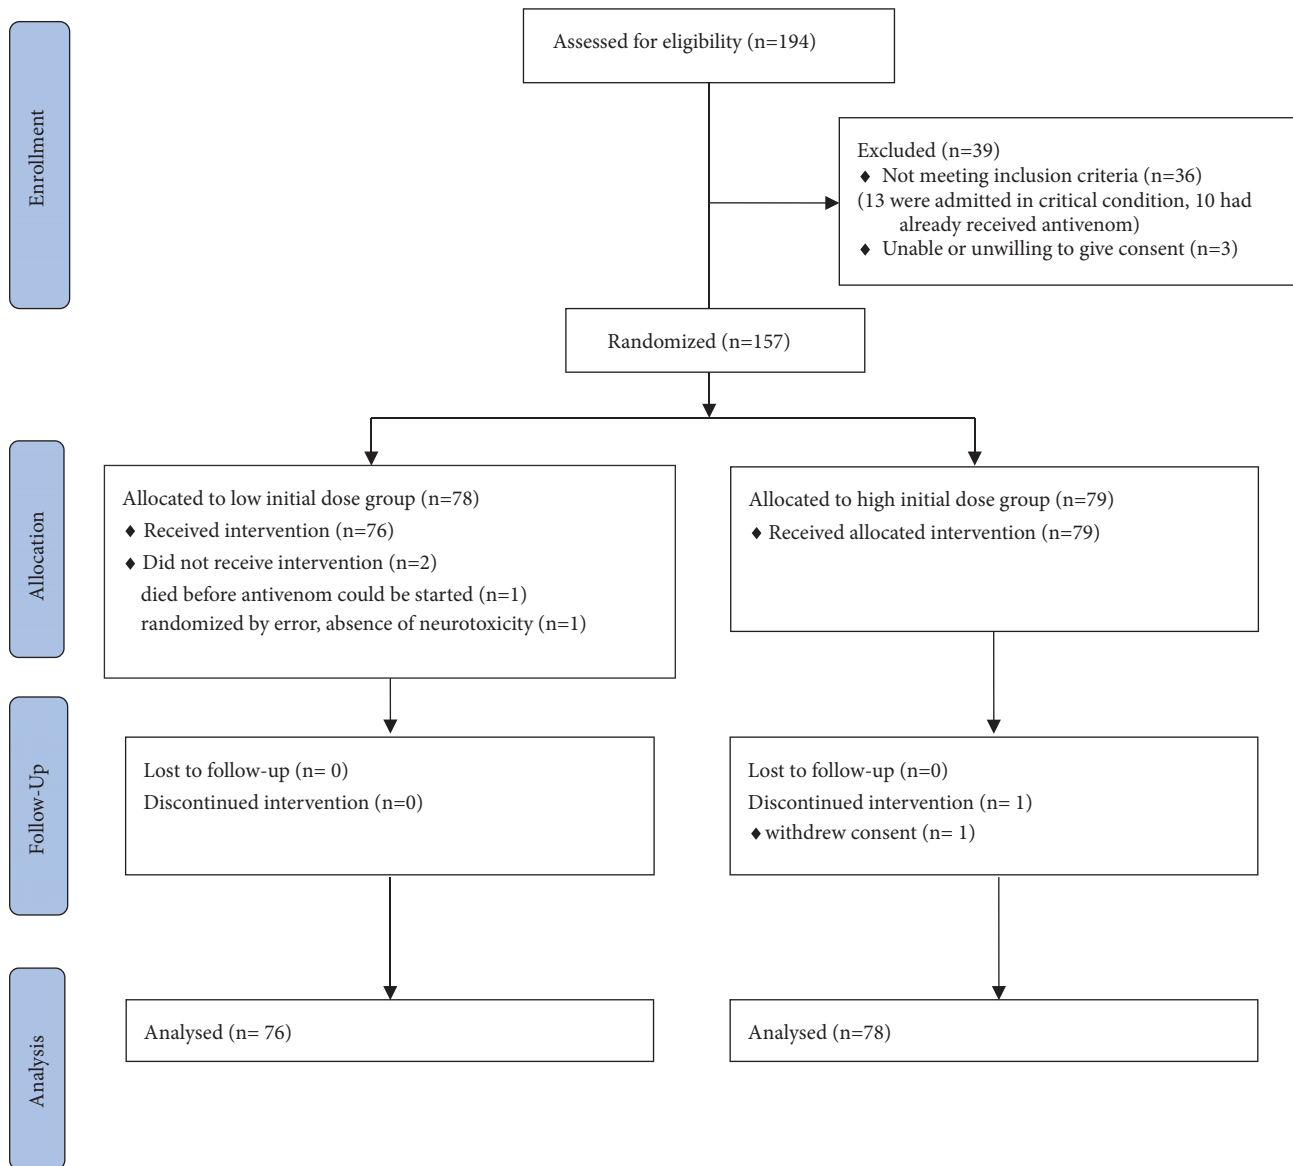 Enrollment
Assessed for eligibility (n=194)
Excluded (n=39)
♦ Not meeting inclusion criteria (n=36)
(13 were admitted in critical condition, 10 had
already received antivenom)
♦ Unable or unwilling to give consent (n=3)
Randomized (n=157)
Allocation
Allocated to low initial dose group (n=78)
♦ Received intervention (n=76)
♦ Did not receive intervention (n=2)
died before antivenom could be started (n=1)
randomized by error, absence of neurotoxicity (n=1)
Allocated to high initial dose group (n=79)
♦ Received allocated intervention (n=79)
Follow-Up
Lost to follow-up (n= 0)
Discontinued intervention (n=0)
Lost to follow-up (n=0)
Discontinued intervention (n= 1)
♦ withdrew consent (n= 1)
Analysis
Analysed (n= 76)
Analysed (n=78)